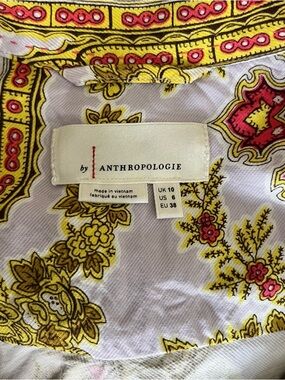 by ANTHROPOLOGIE
made in vietnam
fabriqué au vietnam
UK 10
US 6
EU 38